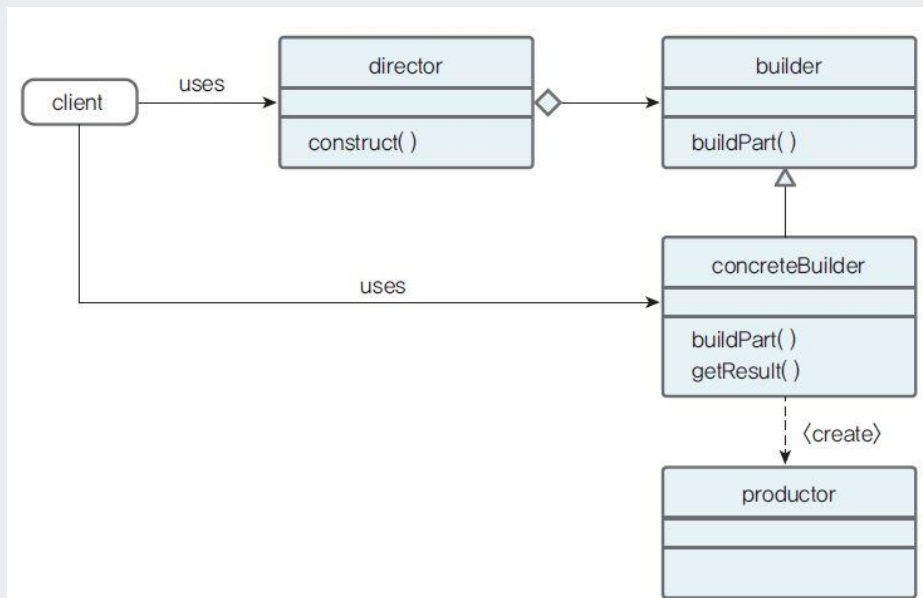 director
builder
client
uses
construct( )
buildPart( )
concreteBuilder
uses
buildPart( )
getResult( )
〈create〉
productor